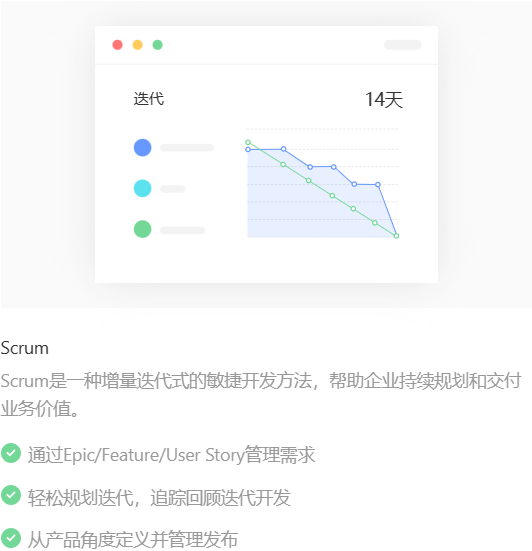 迭代
14天
Scrum
Scrum是一种增量迭代式的敏捷开发方法，帮助企业持续规划和交付
业务价值。
通过Epic/Feature/User Story管理需求
轻松规划迭代，追踪回顾迭代开发
从产品角度定义并管理发布